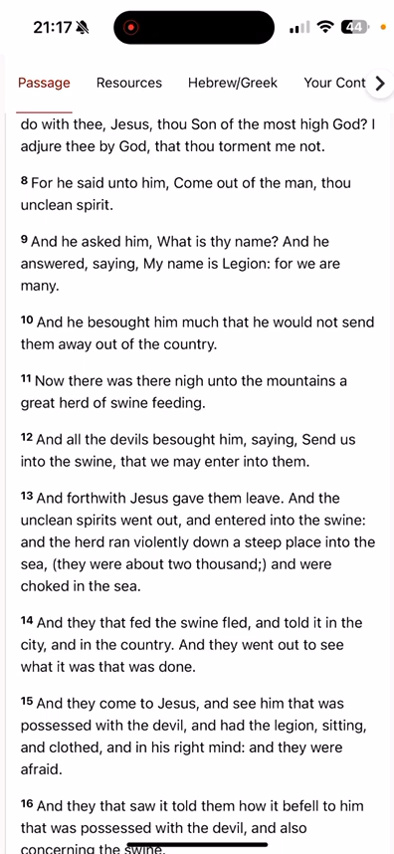 21:17
44
Passage Resources Hebrew/Greek Your Cont
do with thee, Jesus, thou Son of the most high God? I
adjure thee by God, that thou torment me not.
8 For he said unto him, Come out of the man, thou
unclean spirit.
9 And he asked him, What is thy name? And he
answered, saying, My name is Legion: for we are
many.
10 And he besought him much that he would not send
them away out of the country.
11 Now there was there nigh unto the mountains a
great herd of swine feeding.
12 And all the devils besought him, saying, Send us
into the swine, that we may enter into them.
13 And forthwith Jesus gave them leave. And the
unclean spirits went out, and entered into the swine:
and the herd ran violently down a steep place into the
sea, (they were about two thousand;) and were
choked in the sea.
14 And they that fed the swine fled, and told it in the
city, and in the country. And they went out to see
what it was that was done.
15 And they come to Jesus, and see him that was
possessed with the devil, and had the legion, sitting,
and clothed, and in his right mind: and they were
afraid.
16 And they that saw it told them how it befell to him
that was possessed with the devil, and also
concerning the swine.